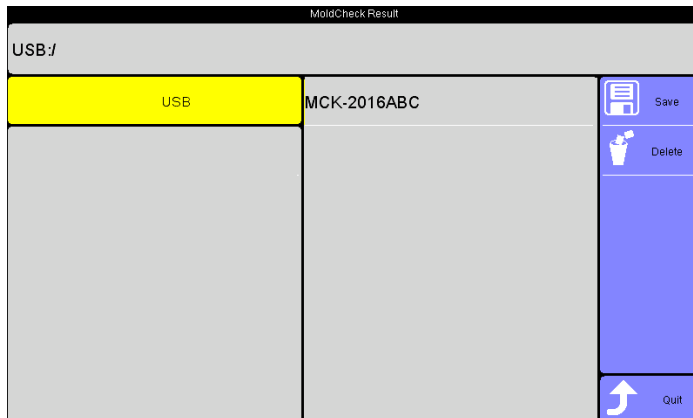 MoldCheck Result
USB:/
USB
MCK-2016ABC
Save
Delete
Quit